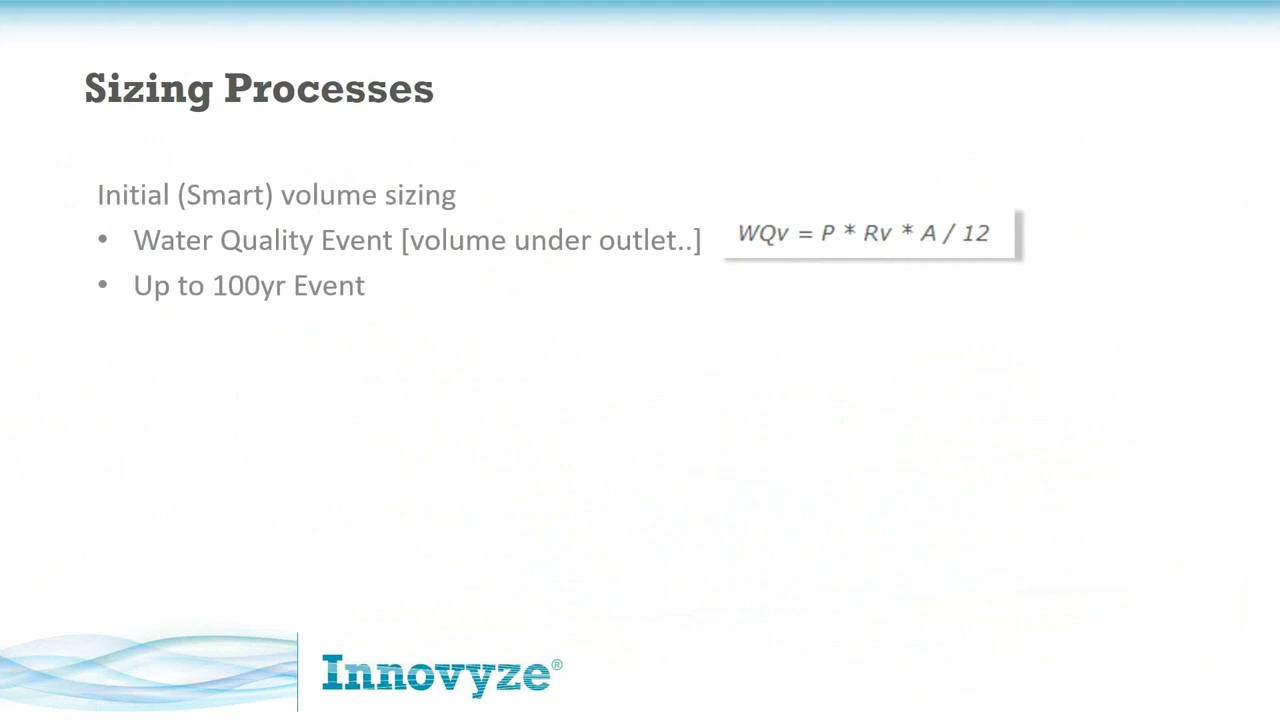 Sizing Processes
Initial (Smart) volume sizing
• Water Quality Event [volume under outlet..]
WQv = P * Rv * A / 12
• Up to 100yr Event
Innovyze®